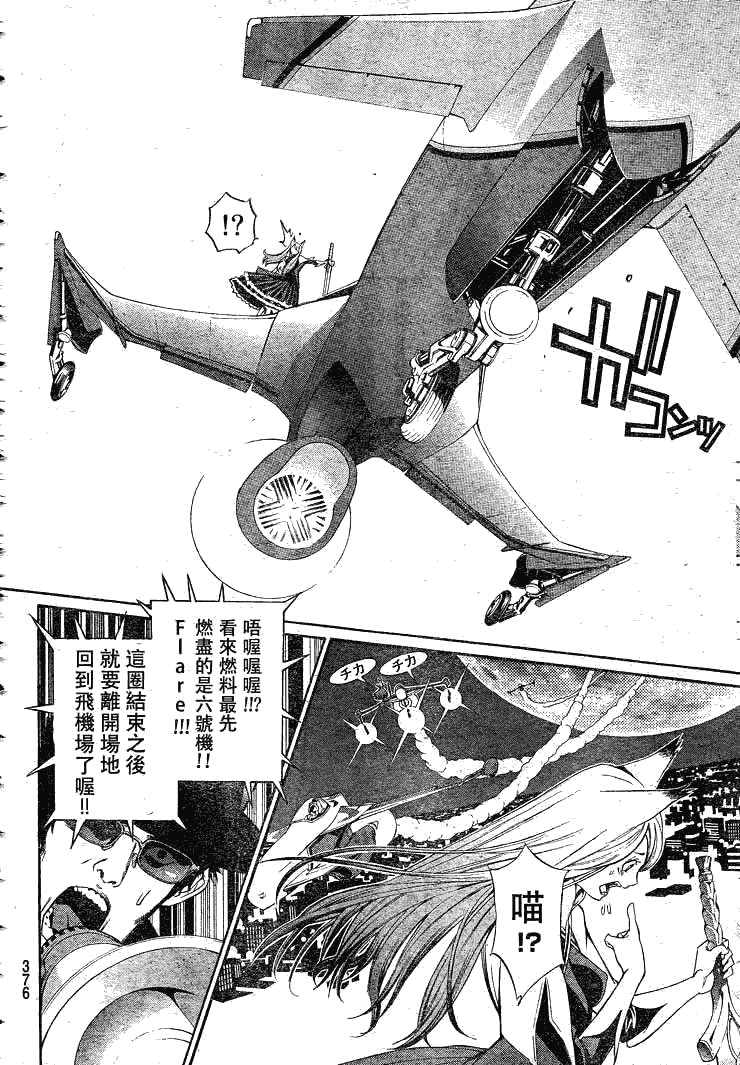 !?
キュンッ
チカ
チカ
喵
!?
唔喔喔喔!!?
看來燃料最先
燃盡的是六號機!!
Flare!!!
這圈結束之後
就要離開場地
回到飛機場了喔!!
376